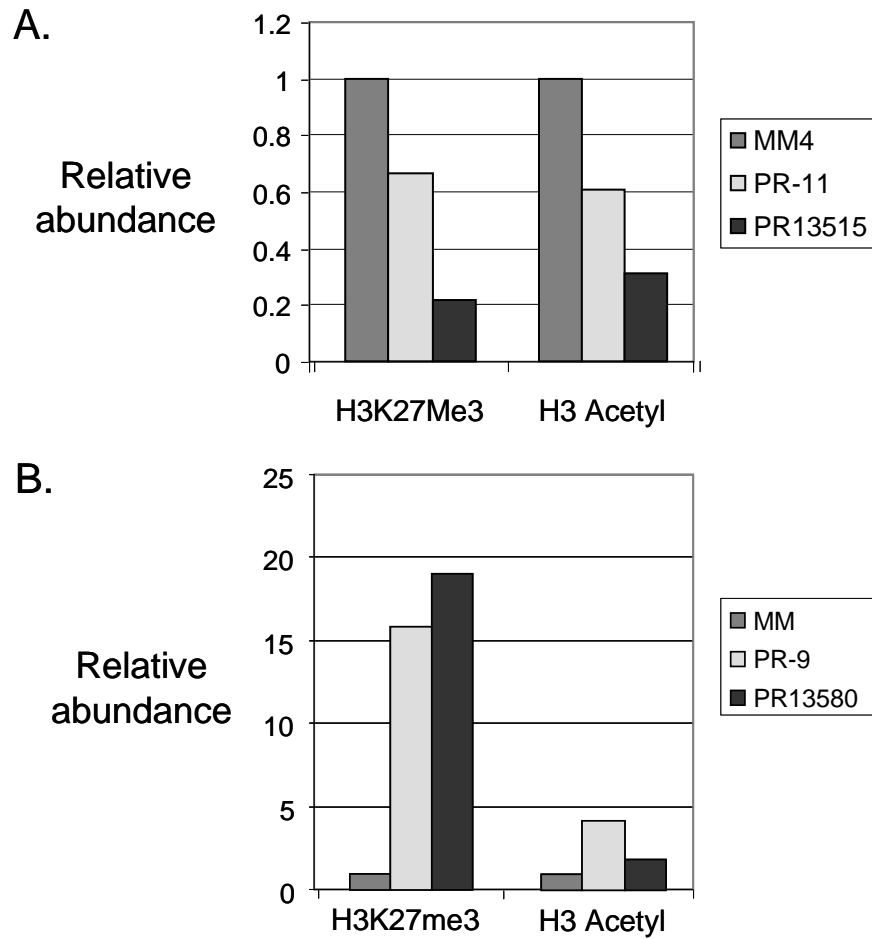 A.
Relative
abundance
1.2
1
0.8
0.6
0.4
0.2
0
H3K27Me3 H3 Acetyl
MM4
PR-11
PR13515
B.
Relative
abundance
25
20
15
10
5
0
H3K27me3 H3 Acetyl
MM
PR-9
PR13580